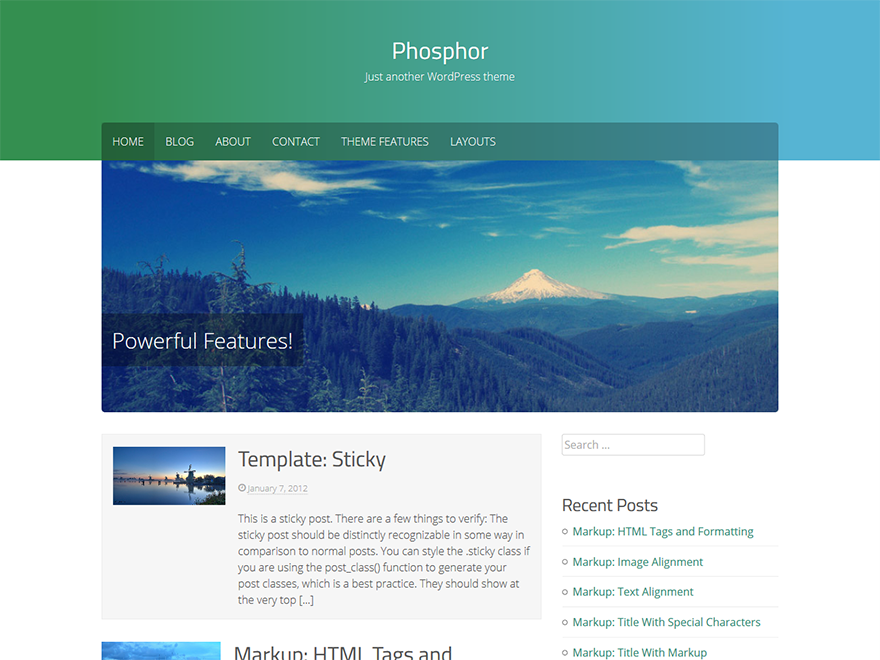 Phosphor
Just another WordPress theme
HOME BLOG ABOUT CONTACT THEME FEATURES LAYOUTS
Powerful Features!
Template: Sticky
January 7, 2012
This is a sticky post. There are a few things to verify: The
sticky post should be distinctly recognizable in some way in
comparison to normal posts. You can style the .sticky class if
you are using the post_class() function to generate your
post classes, which is a best practice. They should show at
the very top [...]
Markup: HTML Tags and
Search ...
Recent Posts
Markup: HTML Tags and Formatting
Markup: Image Alignment
Markup: Text Alignment
Markup: Title With Special Characters
Markup: Title With Markup